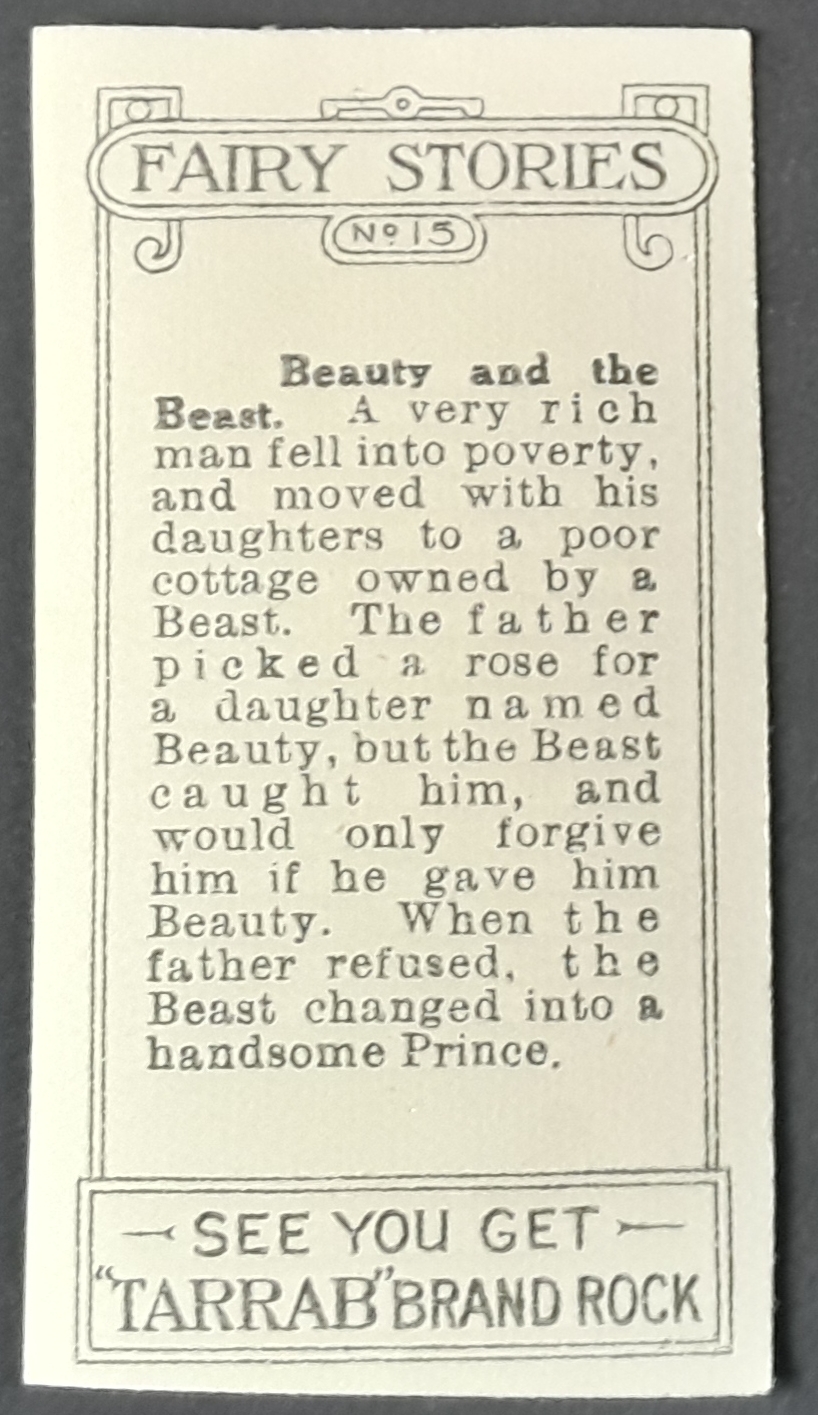 FAIRY STORIES
Nº 15
Beauty and the
Beast. A very rich
man fell into poverty,
and moved with his
daughters to a poor
cottage owned by a
Beast. The father
picked a rose for
a daughter named
Beauty, but the Beast
caught him, and
would only forgive
him if he gave him
Beauty. When the
father refused, the
Beast changed into a
handsome Prince.
SEE YOU GET
"TARRAB" BRAND ROCK